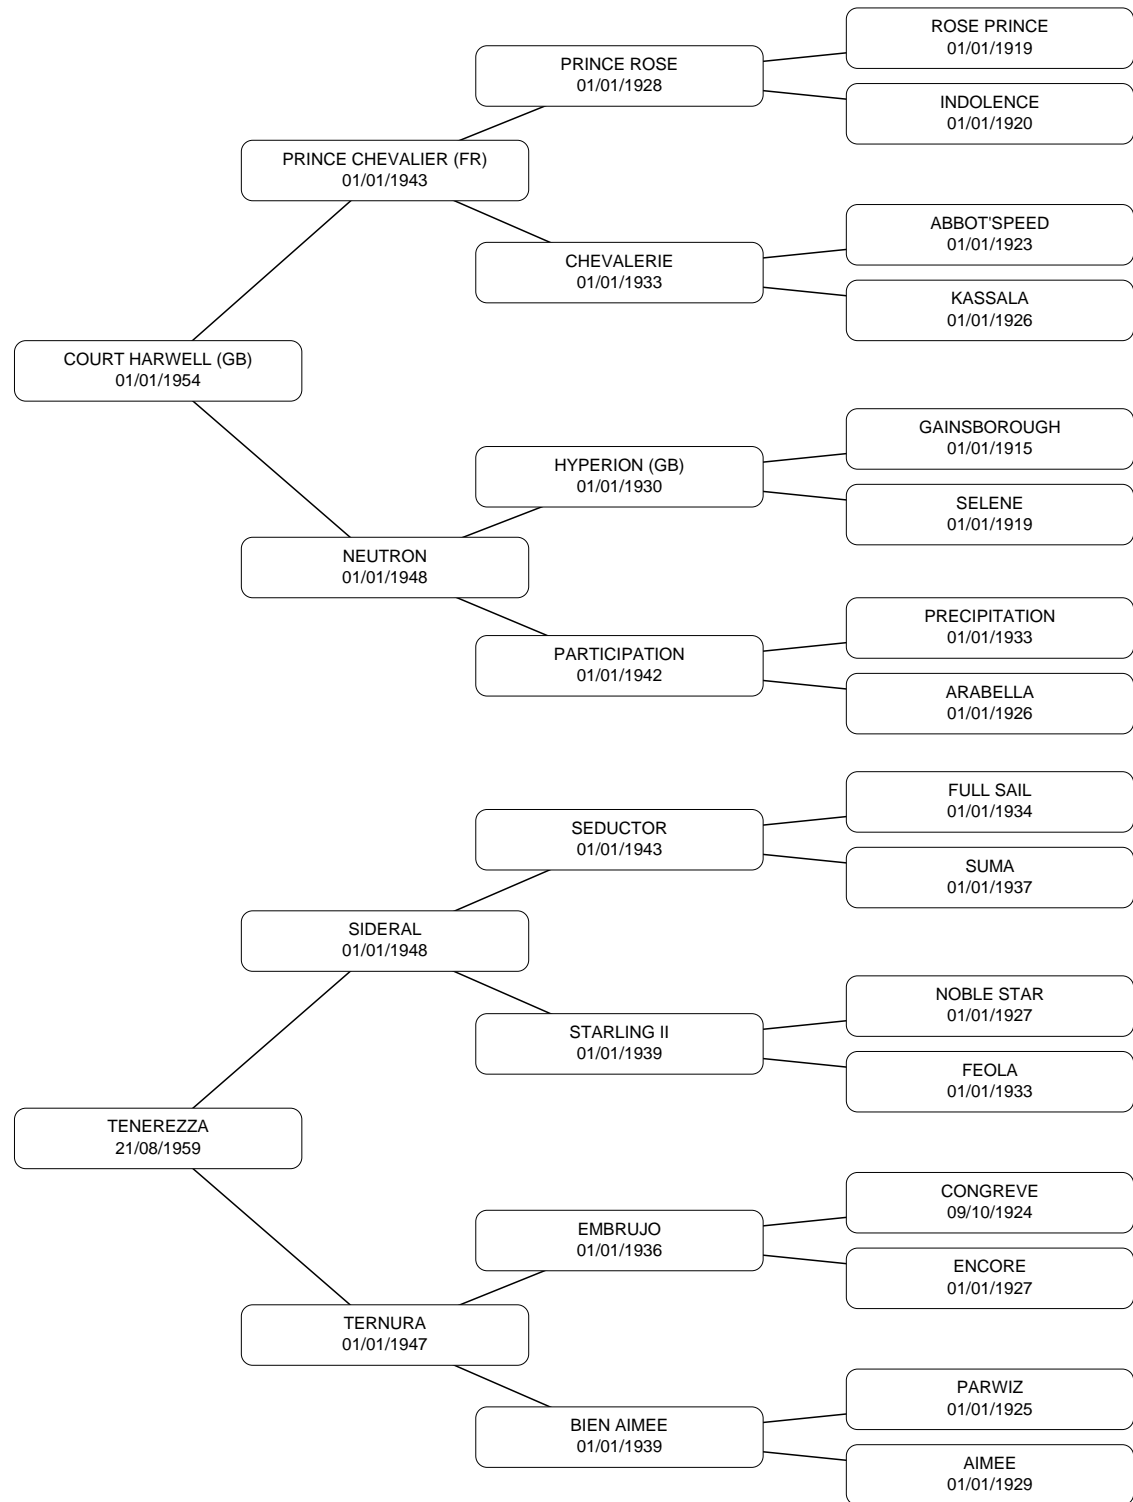 ROSE PRINCE
01/01/1919
PRINCE ROSE
01/01/1928
INDOLENCE
01/01/1920
PRINCE CHEVALIER (FR)
01/01/1943
ABBOT'SPEED
01/01/1923
CHEVALERIE
01/01/1933
KASSALA
01/01/1926
COURT HARWELL (GB)
01/01/1954
GAINSBOROUGH
01/01/1915
HYPERION (GB)
01/01/1930
SELENE
01/01/1919
NEUTRON
01/01/1948
PRECIPITATION
01/01/1933
PARTICIPATION
01/01/1942
ARABELLA
01/01/1926
FULL SAIL
01/01/1934
SEDUCTOR
01/01/1943
SUMA
01/01/1937
SIDERAL
01/01/1948
NOBLE STAR
01/01/1927
STARLING II
01/01/1939
FEOLA
01/01/1933
TENEREZZA
21/08/1959
CONGREVE
09/10/1924
EMBRUJO
01/01/1936
ENCORE
01/01/1927
TERNURA
01/01/1947
PARWIZ
01/01/1925
BIEN AIMEE
01/01/1939
AIMEE
01/01/1929